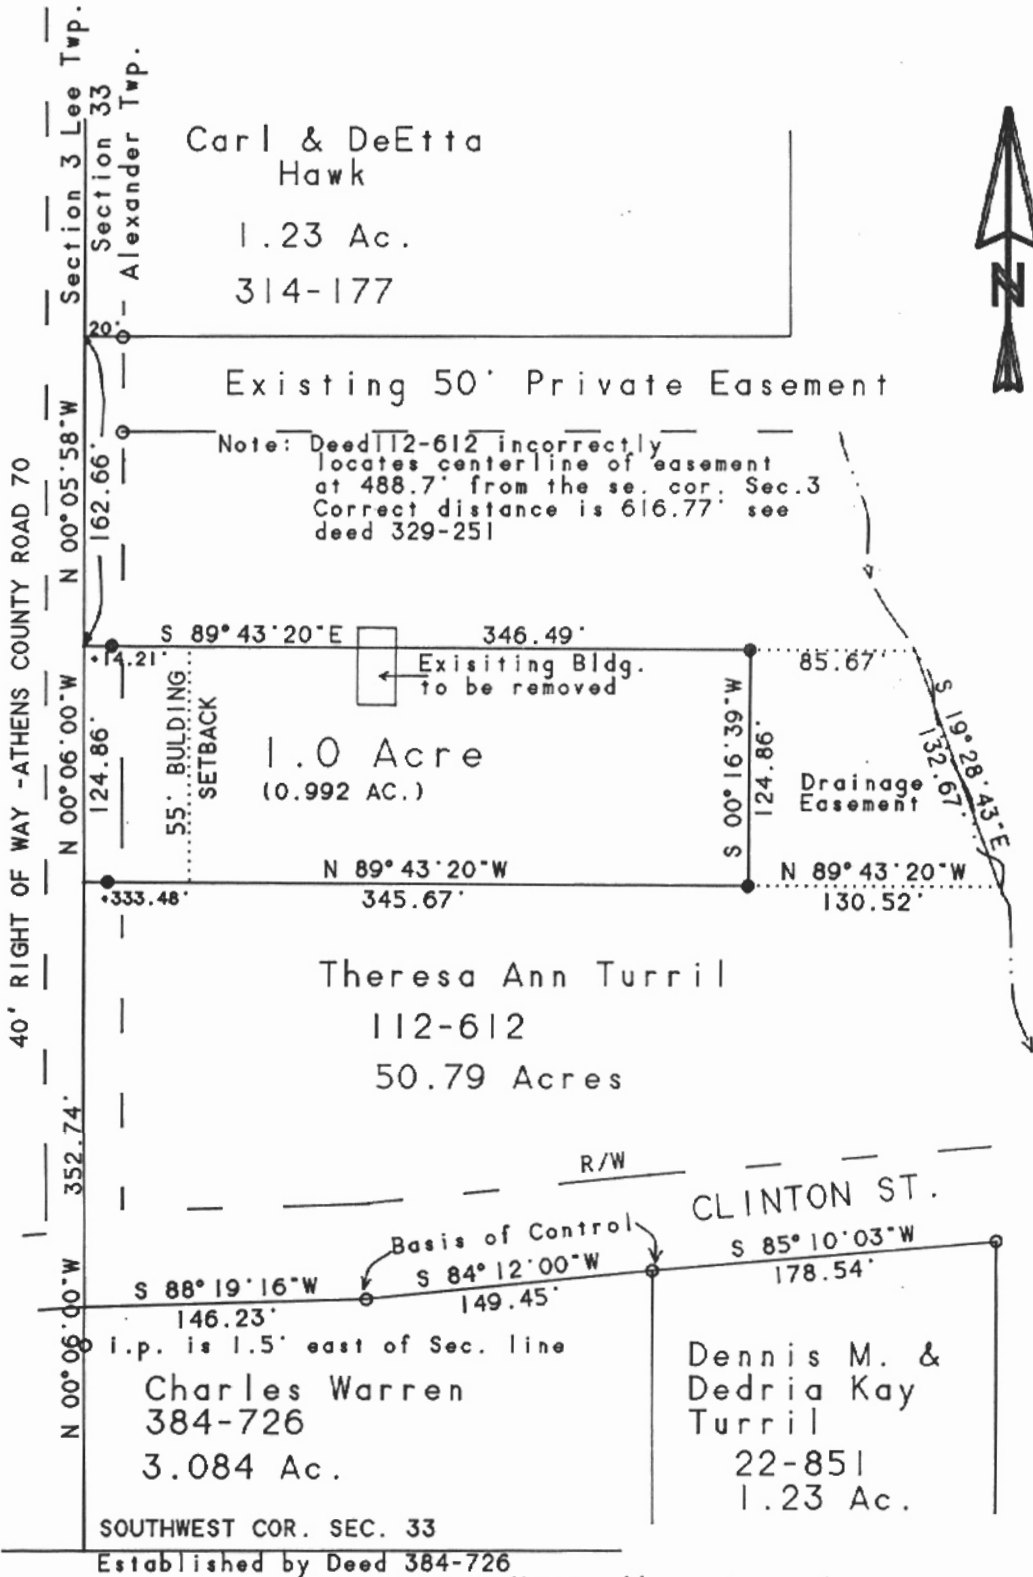 Section 3 Lee Twp.
Section 33
Alexander Twp.
Carl & DeEtta
Hawk
1.23 Ac.
314-177
N
20'
Existing 50' Private Easement
Note: Deed 112-612 incorrectly
locates centerline of easement
at 488.7' from the se. cor. Sec.3
Correct distance is 616.77' see
deed 329-251
N 00°05'58"W
162.66'
40' RIGHT OF WAY -ATHENS COUNTY ROAD 70
S 89°43'20"E
346.49'
+14.21'
85.67'
Exisiting Bldg.
to be removed
N 00°06'00"W
124.86'
55' BULDING
SETBACK
1.0 Acre
(0.992 AC.)
S 00°16'39"W
124.86'
Drainage
Easement
S 19°28'43"E
132.67'
N 89°43'20"W
345.67'
+333.48'
N 89°43'20"W
130.52'
Theresa Ann Turril
112-612
50.79 Acres
352.74'
R/W
CLINTON ST.
Basis of Control
S 88°19'16"W
146.23'
S 84°12'00"W
149.45'
S 85°10'03"W
178.54'
N 00°06'00"W
i.p. is 1.5' east of Sec. line
Charles Warren
384-726
3.084 Ac.
Dennis M. &
Dedria Kay
Turril
22-851
1.23 Ac.
SOUTHWEST COR. SEC. 33
Established by Deed 384-726